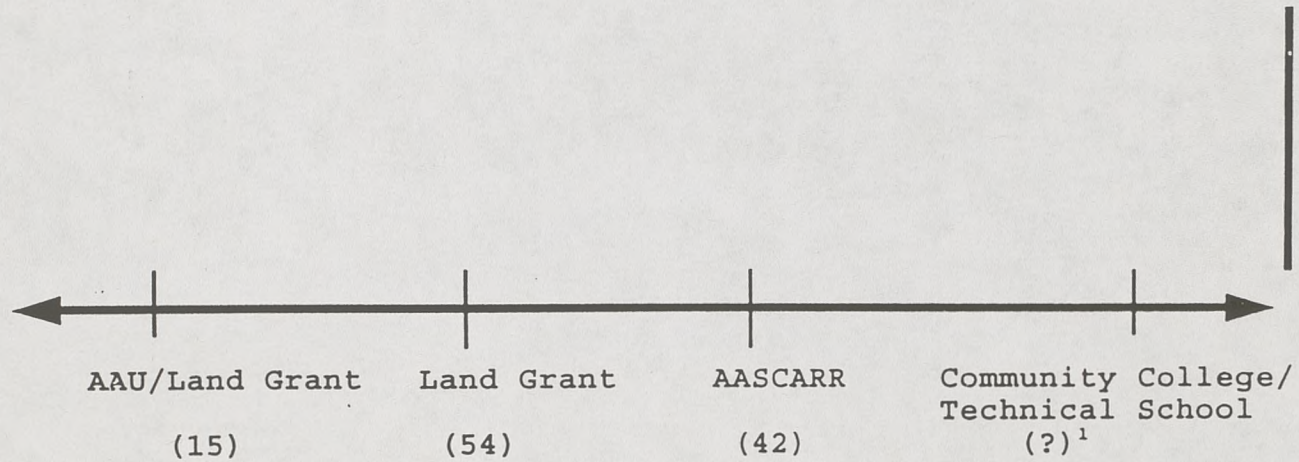 AAU/Land Grant Land Grant AASCARR Community College/
Technical School
(15) (54) (42) (?)¹